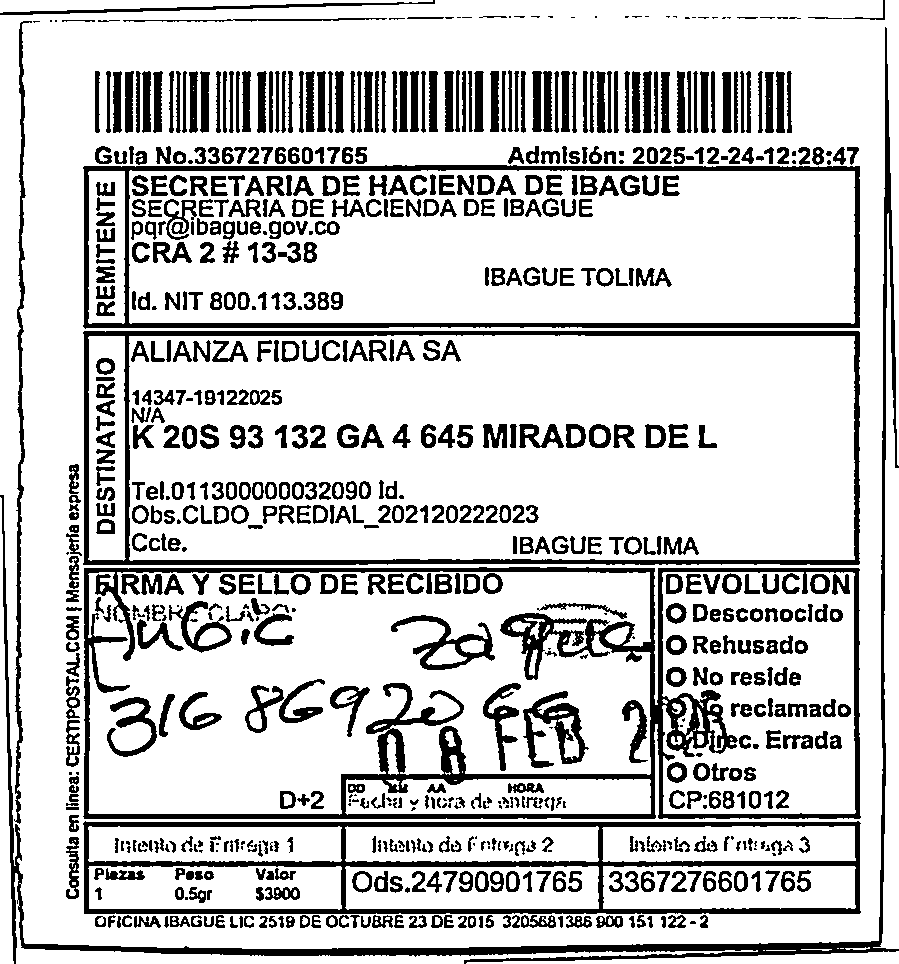 Guia No.3367276601765 Admisión: 2025-12-24-12:28:47
REMITENTE
SECRETARIA DE HACIENDA DE IBAGUE
SECRETARIA DE HACIENDA DE IBAGUE
pqr@ibague.gov.co
CRA 2 # 13-38
IBAGUE TOLIMA
Id. NIT 800.113.389
DESTINATARIO
ALIANZA FIDUCIARIA SA
14347-19122025
N/A
K 20S 93 132 GA 4 645 MIRADOR DE L
Tel.011300000032090 Id.
Obs.CLDO_PREDIAL_202120222023
Ccte.
IBAGUE TOLIMA
Consulta en linea: CERTIPOSTAL.COM | Mensajeria expresa
FIRMA Y SELLO DE RECIBIDO
NOMBRE CLARO:
316 8692066
08 FEB
D+2
DD MM AA HORA
Fecha y hora de entrega
DEVOLUCION
Desconocido
Rehusado
No reside
No reclamado
Direc. Errada
Otros
CP:681012
Intento de Entrega 1 Intento de Entrega 2 Intento de Entrega 3
Piezas Peso Valor
1 0.5gr $3900
Ods.24790901765 3367276601765
OFICINA IBAGUE LIC 2519 DE OCTUBRE 23 DE 2015 3205681386 900 151 122 - 2